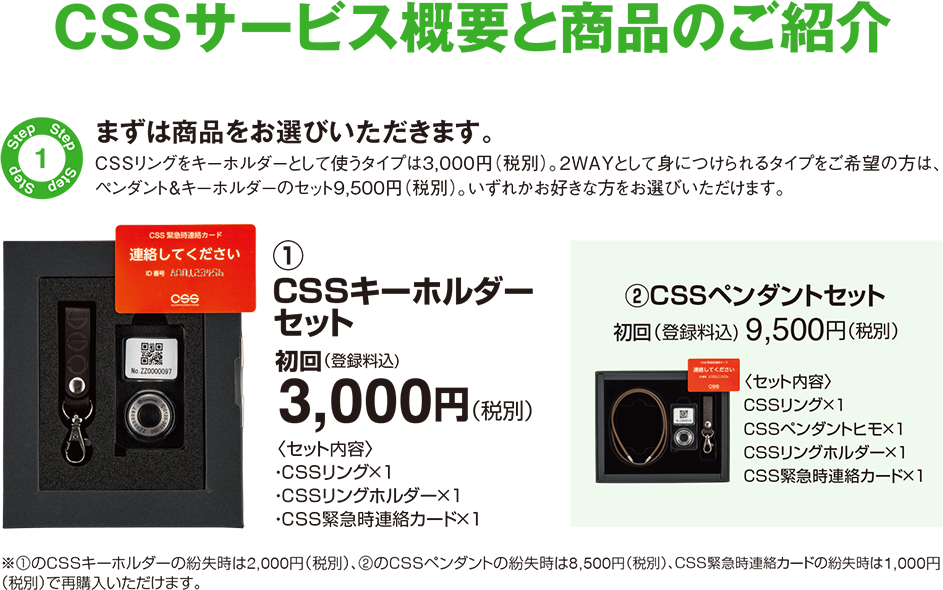 CSSサービス概要と商品のご紹介
Step Step Step Step
1
まずは商品をお選びいただきます。
CSSリングをキーホルダーとして使うタイプは3,000円（税別）。2WAYとして身につけられるタイプをご希望の方は、
ペンダント&キーホルダーのセット9,500円（税別）。いずれかお好きな方をお選びいただけます。
CSS 緊急時連絡カード
連絡してください
ID 番号 A00123456
CSS
No.ZZ0000097
①
CSSキーホルダー
セット
初回（登録料込）
3,000円（税別）
〈セット内容〉
・CSSリング×1
・CSSリングホルダー×1
・CSS緊急時連絡カード×1
②CSSペンダントセット
初回（登録料込）9,500円（税別）
CSS 緊急時連絡カード
連絡してください
CSS
〈セット内容〉
CSSリング×1
CSSペンダントヒモ×1
CSSリングホルダー×1
CSS緊急時連絡カード×1
※①のCSSキーホルダーの紛失時は2,000円（税別）、②のCSSペンダントの紛失時は8,500円（税別）、CSS緊急時連絡カードの紛失時は1,000円
（税別）で再購入いただけます。